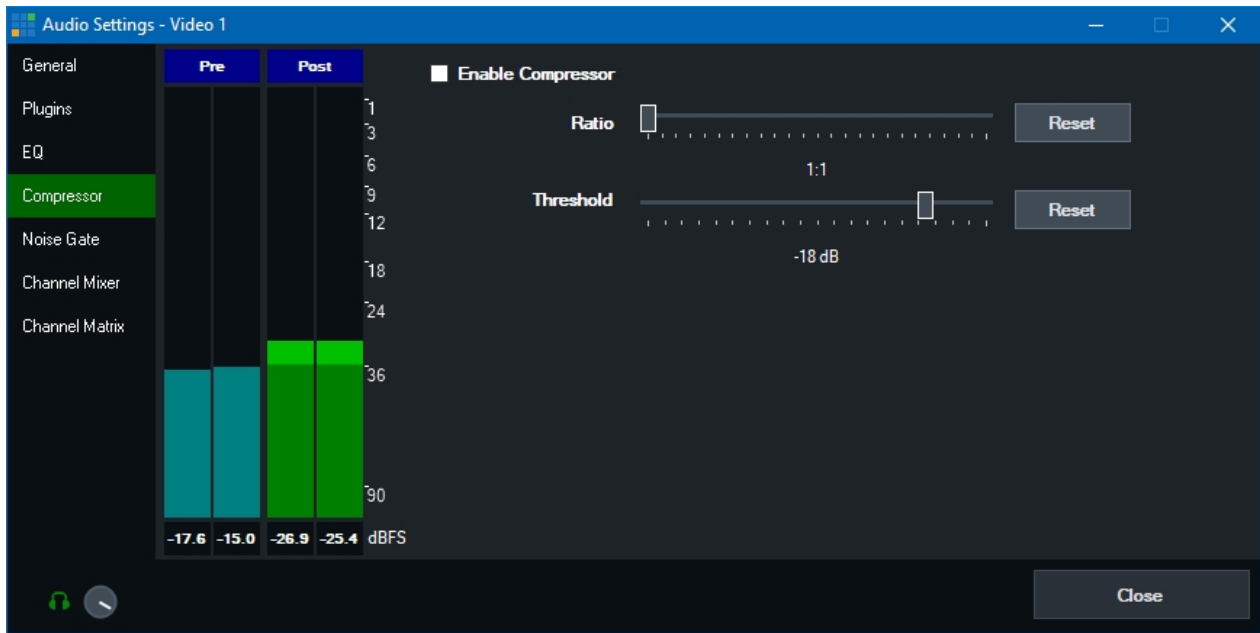 Audio Settings - Video 1
General
Plugins
EQ
Compressor
Noise Gate
Channel Mixer
Channel Matrix
Pre Post
1
3
6
9
12
18
24
36
90
-17.6 -15.0 -26.9 -25.4 dBFS
Enable Compressor
Ratio Reset
1:1
Threshold Reset
-18 dB
Close